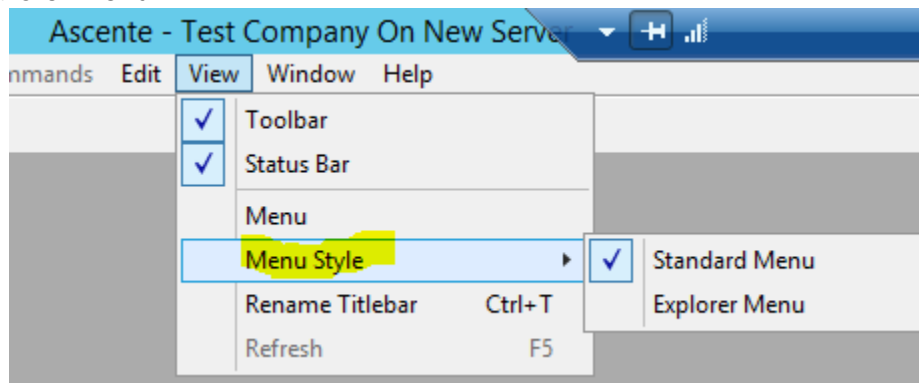 Ascente - Test Company On New Server
mmands Edit View Window Help
Toolbar
Status Bar
Menu
Menu Style
Standard Menu
Explorer Menu
Rename Titlebar Ctrl+T
Refresh F5